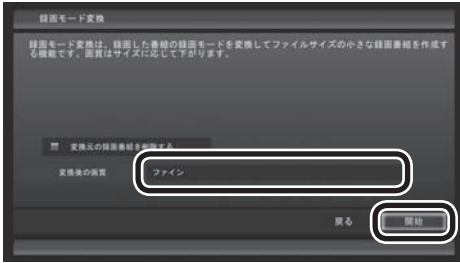 録画モード変換
録画モード変換は、録画した番組の録画モードを変換してファイルサイズの小さな録画番組を作成す
る機能です。画質はサイズに応じて下がります。
変換元の録画番組を削除する
変換後の画質
ファイン
戻る
開始